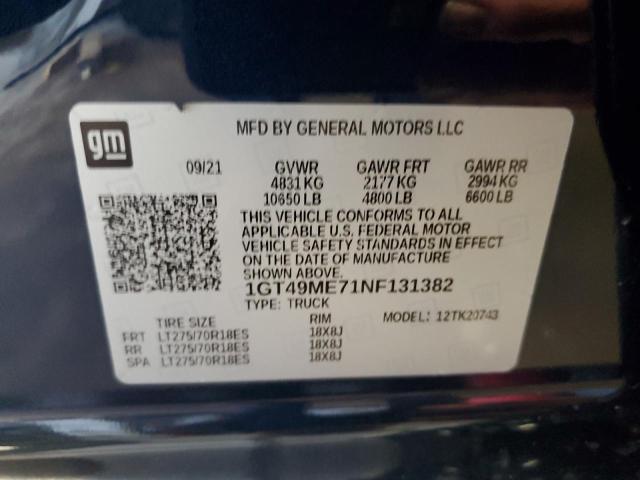 gm
MFD BY GENERAL MOTORS LLC
09/21 GVWR GAWR FRT GAWR RR
4831 KG 2177 KG 2994 KG
10650 LB 4800 LB 6600 LB
THIS VEHICLE CONFORMS TO ALL
APPLICABLE U.S. FEDERAL MOTOR
VEHICLE SAFETY STANDARDS IN EFFECT
ON THE DATE OF MANUFACTURE
SHOWN ABOVE.
1GT49ME71NF131382
TYPE: TRUCK MODEL: 12TK20743
TIRE SIZE RIM
FRT LT275/70R18ES 18X8J
RR LT275/70R18ES 18X8J
SPA LT275/70R18ES 18X8J